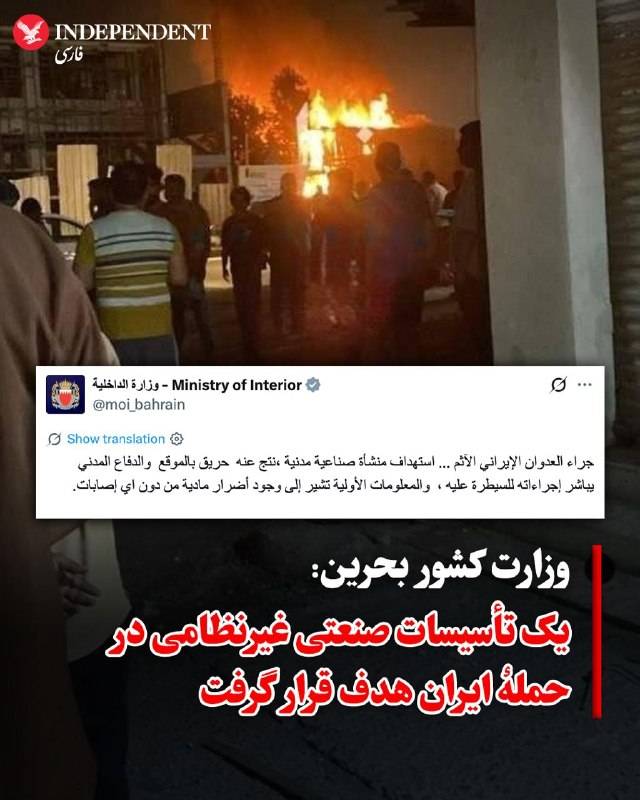 INDEPENDENT
فارسی
وزارة الداخلية - Ministry of Interior
@moi_bahrain
Show translation
جراء العدوان الإيراني الآثم ... استهداف منشأة صناعية مدنية ،نتج عنه حريق بالموقع والدفاع المدني
يباشر إجراءاته للسيطرة عليه ، والمعلومات الأولية تشير إلى وجود أضرار مادية من دون اي إصابات.
وزارت کشور بحرین:
یک تأسیسات صنعتی غیرنظامی در
حملهٔ ایران هدف قرار گرفت